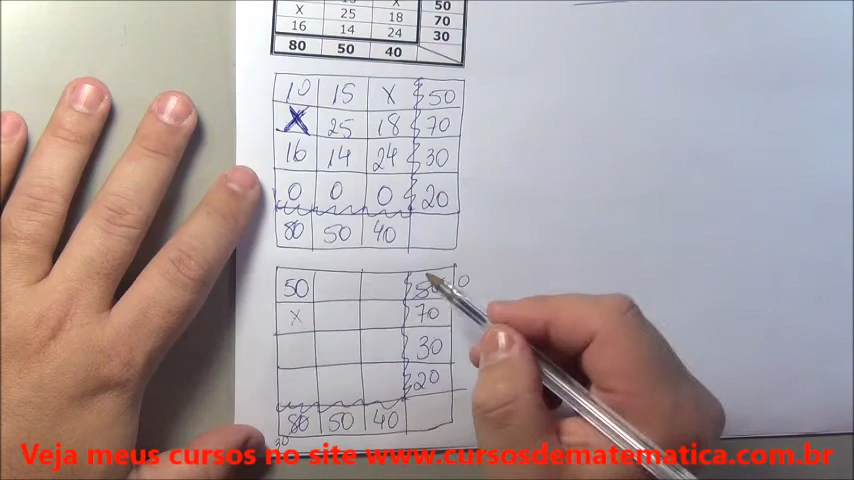 X 25 18 70
16 14 24 30
80 50 40
10 15 X 50
X 25 18 70
16 14 24 30
0 0 0 20
80 50 40
50 50 0
X 70
30
20
80 50 40
30
Veja meus cursos no site www.cursosdematematica.com.br